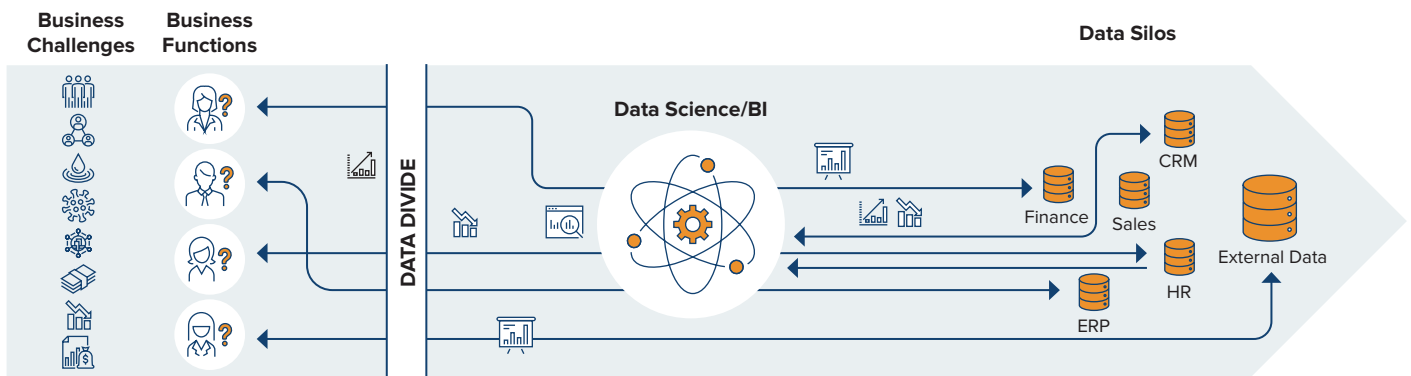 Business
Challenges
Business
Functions
Data Silos
Data Science/BI
DATA DIVIDE
CRM
Finance
Sales
External Data
HR
ERP